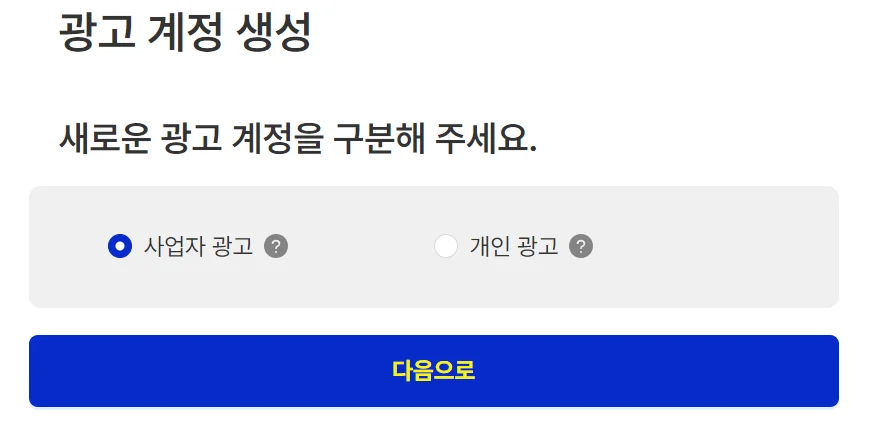 광고 계정 생성
새로운 광고 계정을 구분해 주세요.
사업자 광고 ? 개인 광고 ?
다음으로